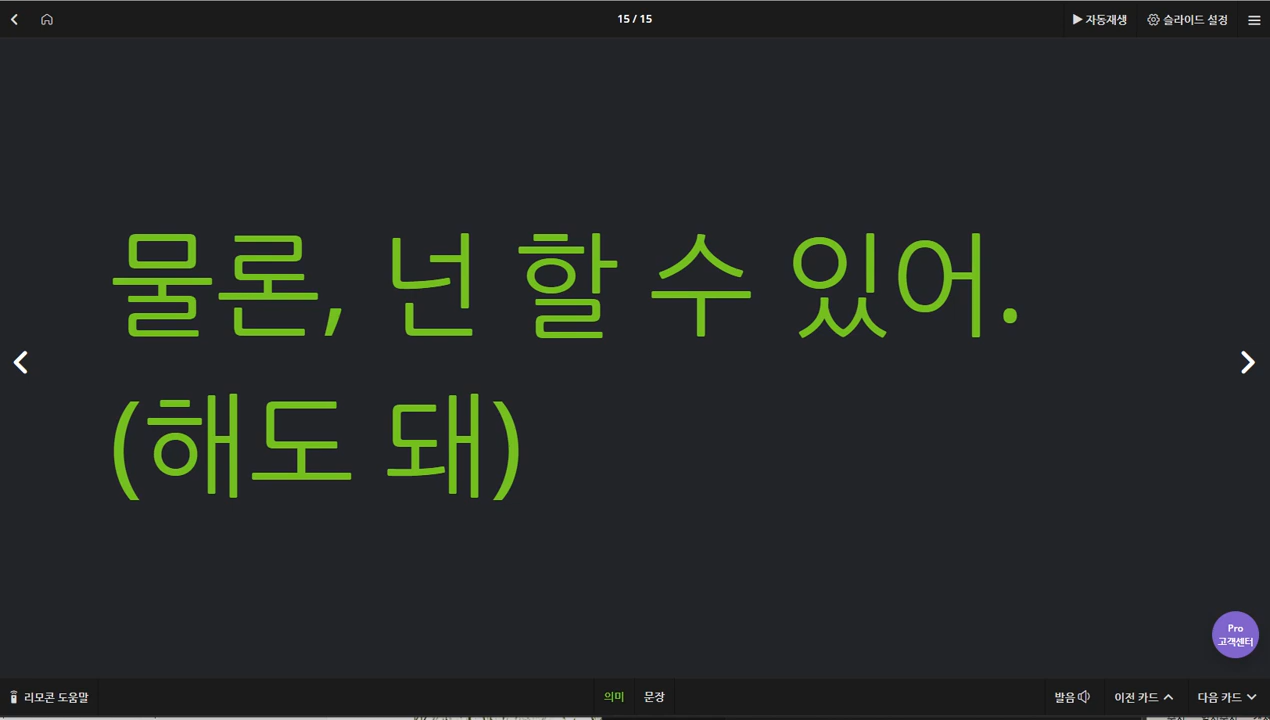 15 / 15
자동재생
슬라이드 설정
물론, 넌 할 수 있어.
(해도 돼)
Pro
고객센터
리모콘 도움말
의미
문장
발음
이전 카드
다음 카드